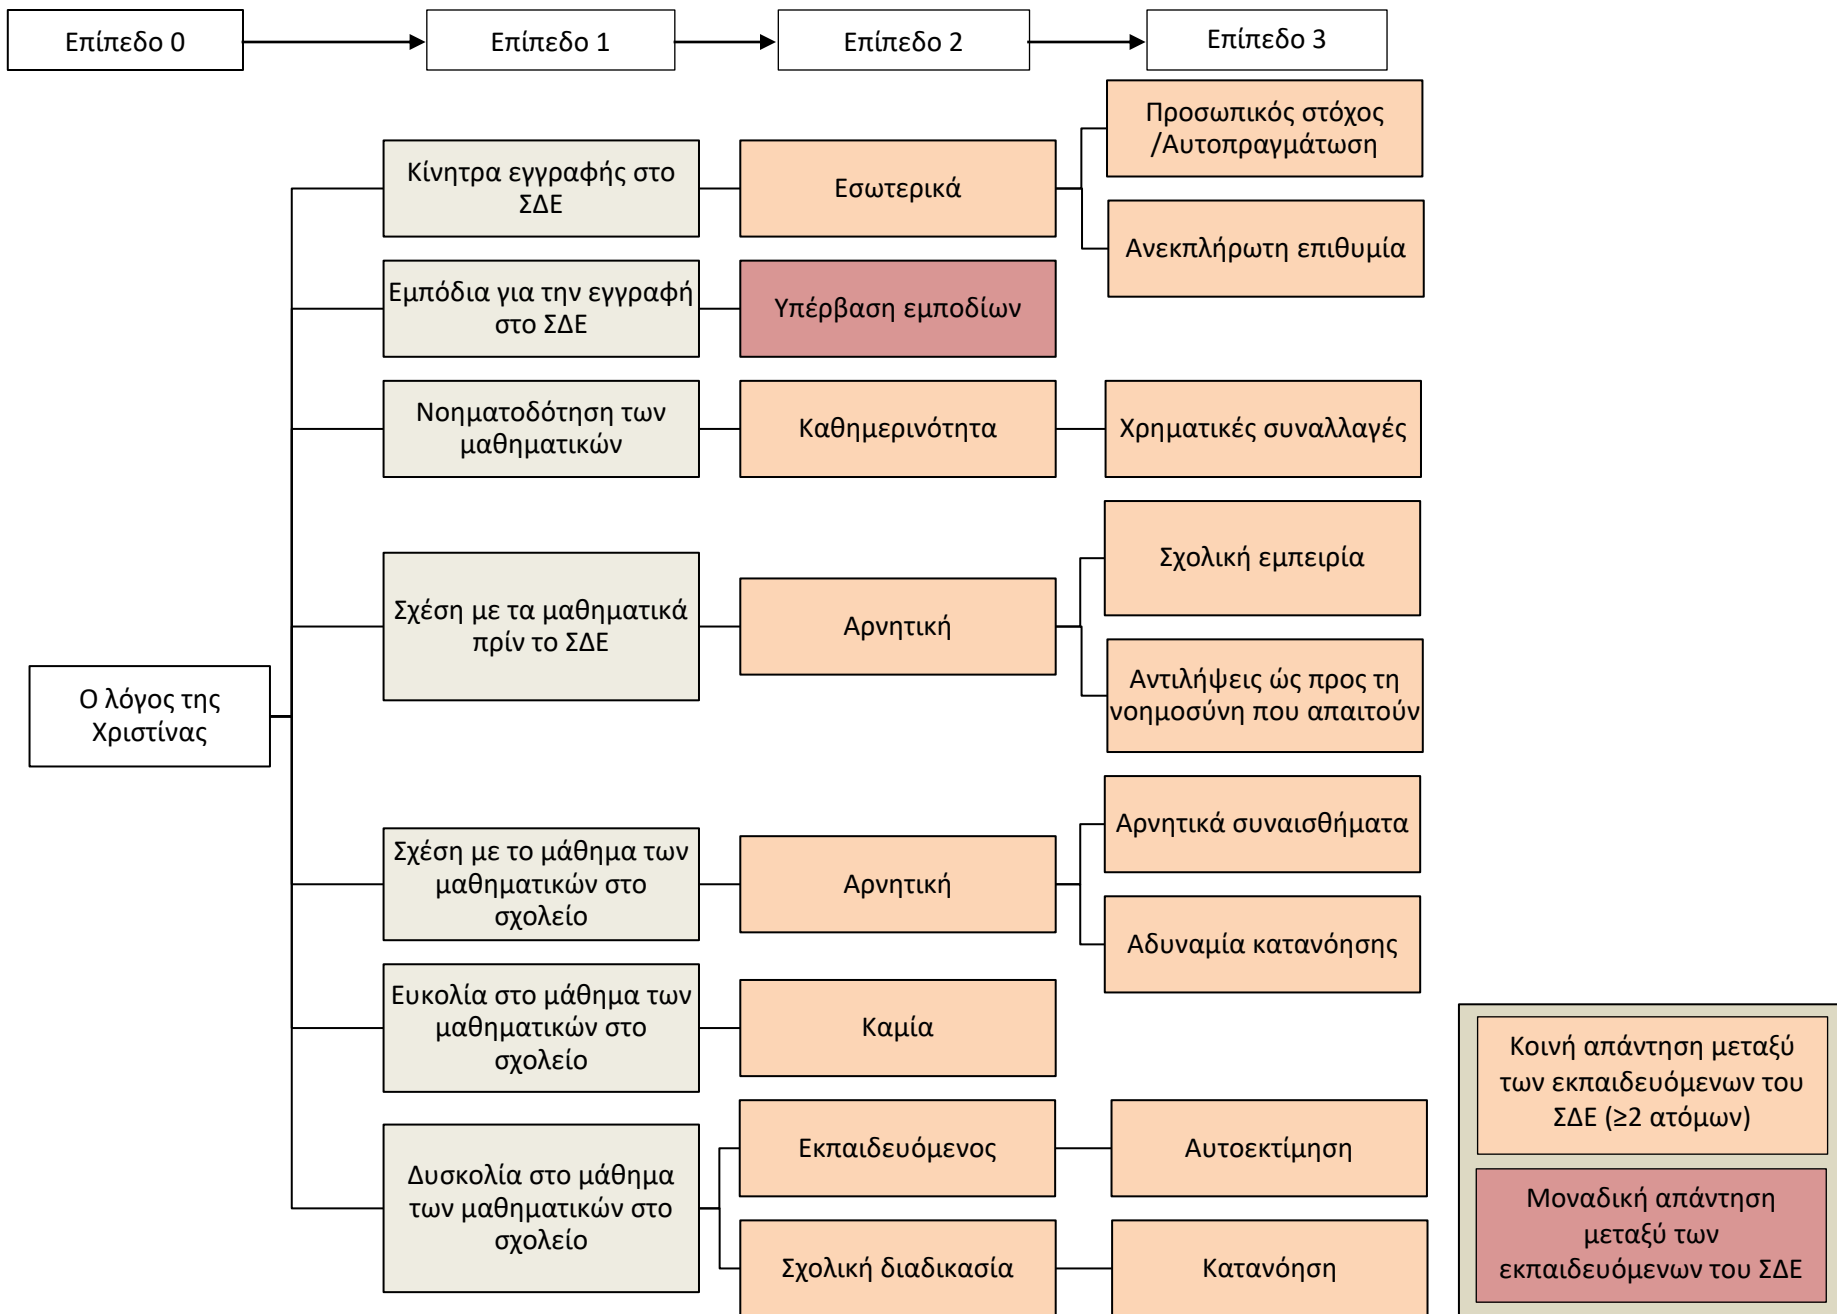 Επίπεδο 0
Επίπεδο 1
Επίπεδο 2
Επίπεδο 3
Ο λόγος της
Χριστίνας
Κίνητρα εγγραφής στο
ΣΔΕ
Εσωτερικά
Προσωπικός στόχος
/Αυτοπραγμάτωση
Ανεκπλήρωτη επιθυμία
Εμπόδια για την εγγραφή
στο ΣΔΕ
Υπέρβαση εμποδίων
Νοηματοδότηση των
μαθηματικών
Καθημερινότητα
Χρηματικές συναλλαγές
Σχέση με τα μαθηματικά
πρίν το ΣΔΕ
Αρνητική
Σχολική εμπειρία
Αντιλήψεις ώς προς τη
νοημοσύνη που απαιτούν
Σχέση με το μάθημα των
μαθηματικών στο
σχολείο
Αρνητική
Αρνητικά συναισθήματα
Αδυναμία κατανόησης
Ευκολία στο μάθημα των
μαθηματικών στο
σχολείο
Καμία
Δυσκολία στο μάθημα
των μαθηματικών στο
σχολείο
Εκπαιδευόμενος
Αυτοεκτίμηση
Σχολική διαδικασία
Κατανόηση
Κοινή απάντηση μεταξύ
των εκπαιδευόμενων του
ΣΔΕ (≥2 ατόμων)
Μοναδική απάντηση
μεταξύ των
εκπαιδευόμενων του ΣΔΕ